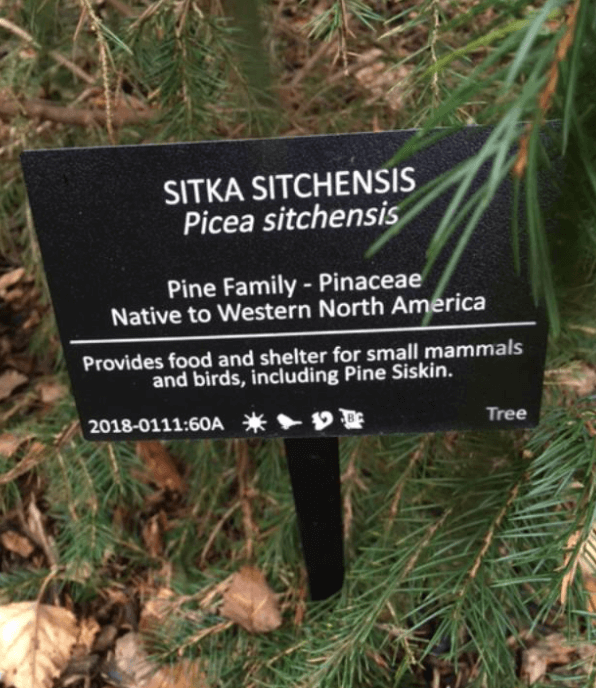 SITKA SITCHENSIS
Picea sitchensis
Pine Family - Pinaceae
Native to Western North America
Provides food and shelter for small mammals
and birds, including Pine Siskin.
2018-0111:60A
Tree